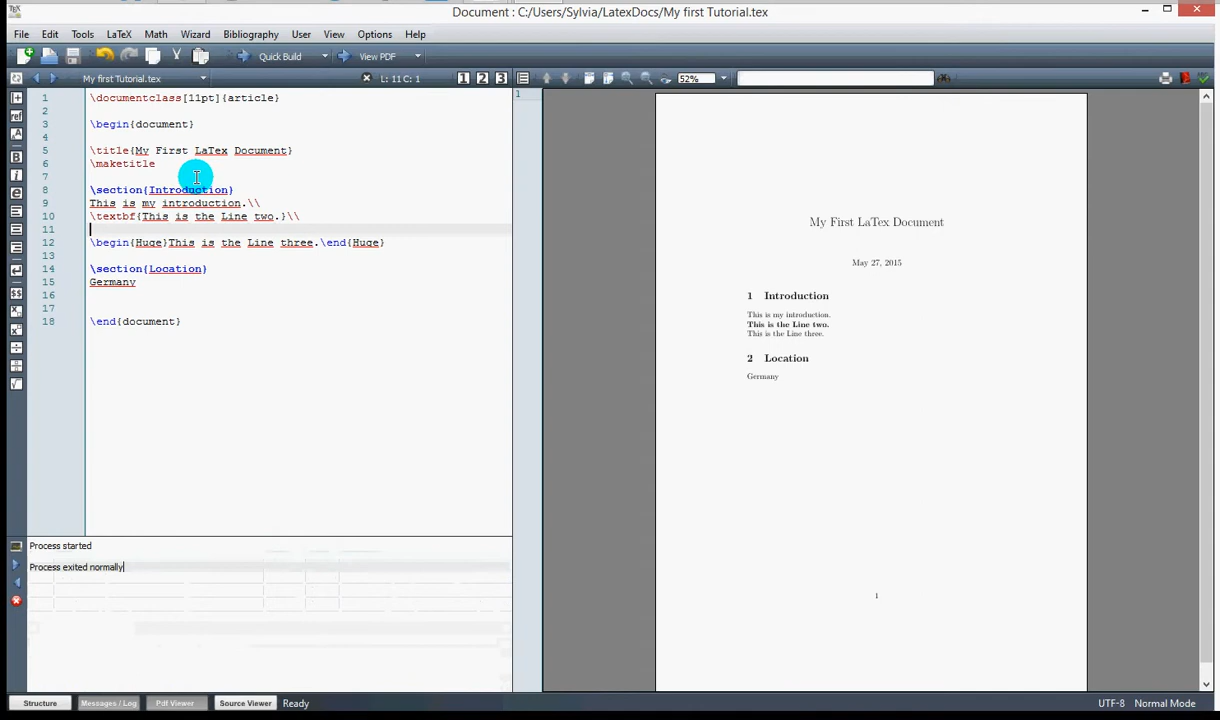 Document : C:/Users/Sylvia/LatexDocs/My first Tutorial.tex
File Edit Tools LaTeX Math Wizard Bibliography User View Options Help
Quick Build View PDF
My first Tutorial.tex L: 11 C: 1 1 2 3 52%
1 \documentclass[11pt]{article}
2
3 \begin{document}
4
5 \title{My First LaTex Document}
6 \maketitle
7
8 \section{Introduction}
9 This is my introduction.\\
10 \textbf{This is the Line two.}\\
11
12 \begin{Huge}This is the Line three.\end{Huge}
13
14 \section{Location}
15 Germany
16
17
18 \end{document}
1
My First LaTex Document
May 27, 2015
1 Introduction
This is my introduction.
This is the Line two.
This is the Line three.
2 Location
Germany
1
Process started
Process exited normally
Structure Messages / Log Pdf Viewer Source Viewer Ready UTF-8 Normal Mode